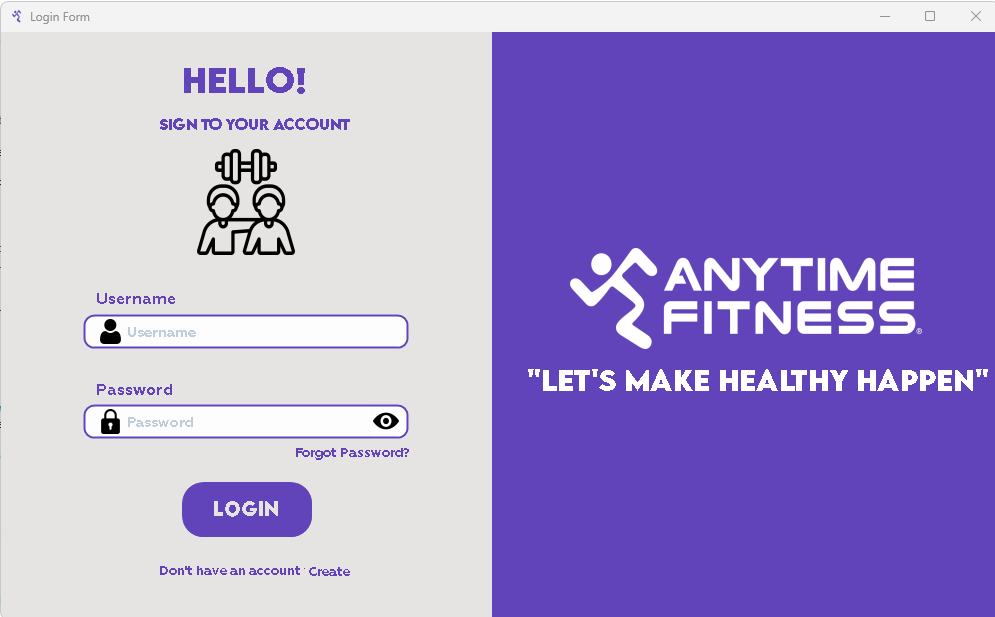 Login Form
HELLO!
SIGN TO YOUR ACCOUNT
Username
Username
Password
Password
Forgot Password?
LOGIN
Don't have an account
Create
ANYTIME
FITNESS®
"LET'S MAKE HEALTHY HAPPEN"